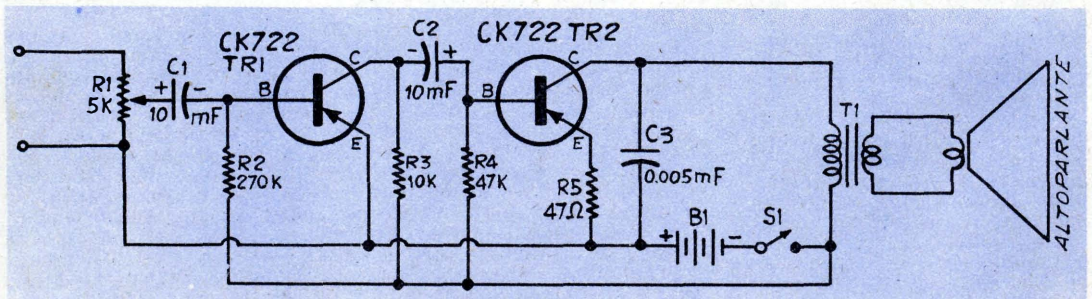 R1
5K
C1
+ -
10 mF
CK722
TR1
B
C
E
R2
270K
C2
- +
10mF
R3
10K
CK722 TR2
B
C
E
R4
47K
R5
47Ω
C3
0.005mF
B1
+ -
S1
T1
ALTOPARLANTE